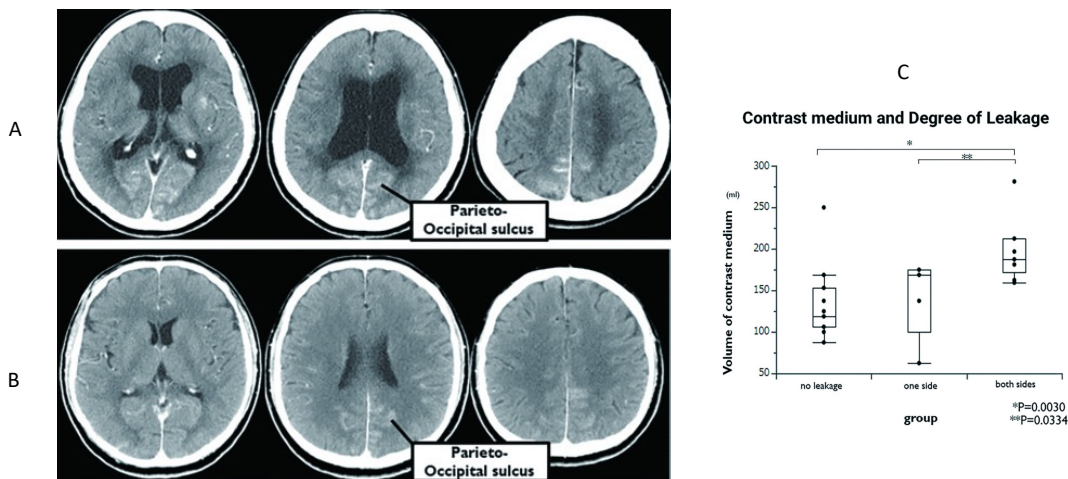 A
Parieto-
Occipital sulcus
B
Parieto-
Occipital sulcus
C
Contrast medium and Degree of Leakage
*
**
(ml)
Volume of contrast medium
300
250
200
150
100
50
no leakage
one side
both sides
group
*P=0.0030
**P=0.0334